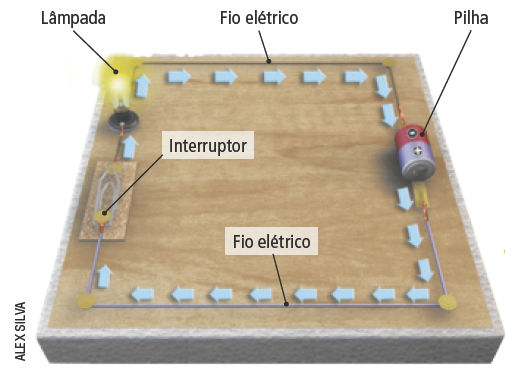 Lâmpada
Fio elétrico
Pilha
Interruptor
Fio elétrico
ALEX SILVA